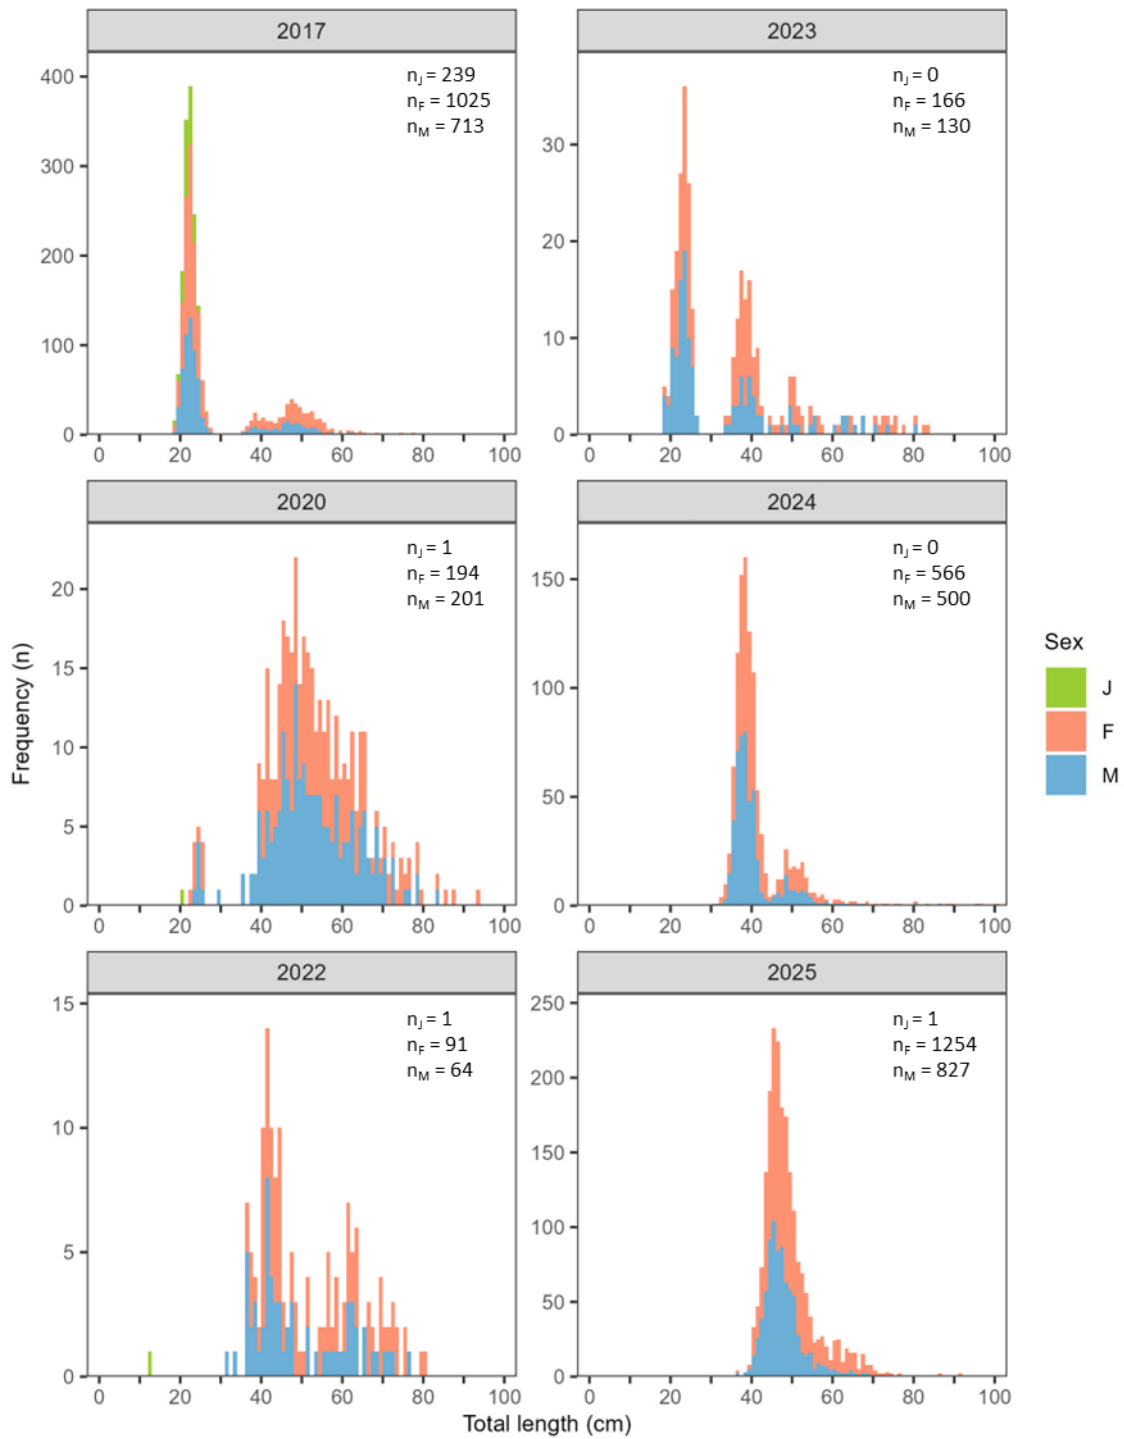 2017
nJ = 239
nF = 1025
nM = 713
400
300
200
100
0
0 20 40 60 80 100
2023
nJ = 0
nF = 166
nM = 130
30
20
10
0
0 20 40 60 80 100
2020
nJ = 1
nF = 194
nM = 201
20
15
10
5
0
0 20 40 60 80 100
2024
nJ = 0
nF = 566
nM = 500
150
100
50
0
0 20 40 60 80 100
2022
nJ = 1
nF = 91
nM = 64
15
10
5
0
0 20 40 60 80 100
2025
nJ = 1
nF = 1254
nM = 827
250
200
150
100
50
0
0 20 40 60 80 100
Frequency (n)
Total length (cm)
Sex
J
F
M